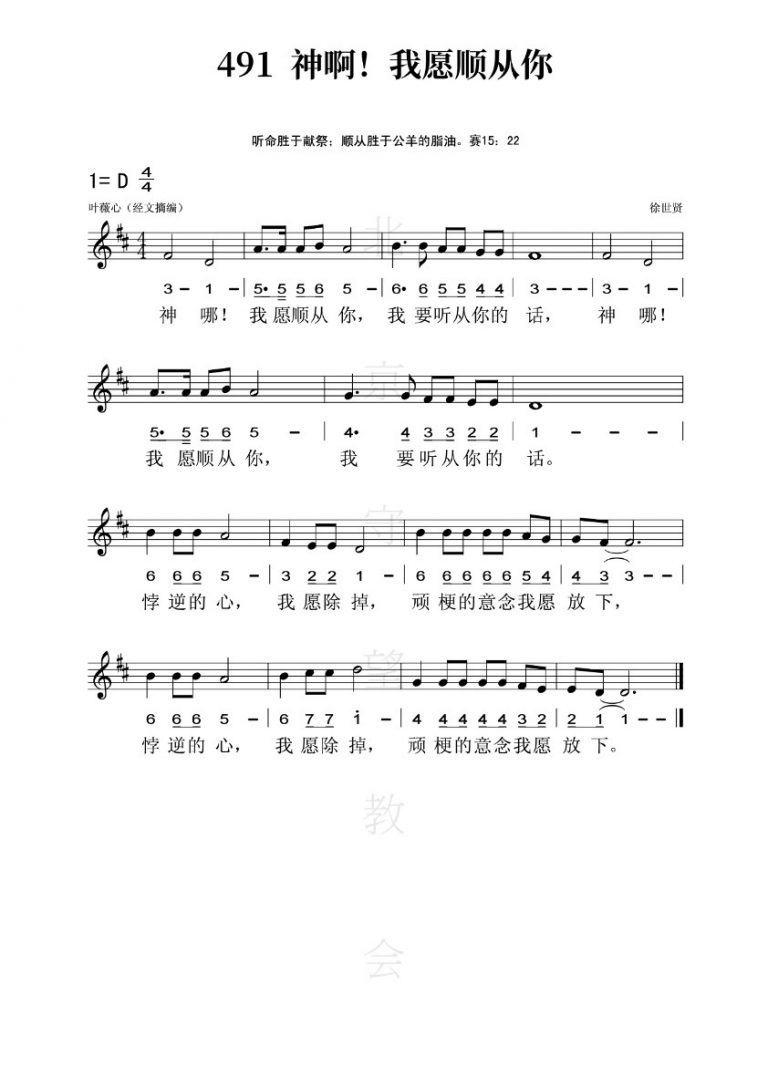 491 神啊！我愿顺从你
听命胜于献祭；顺从胜于公羊的脂油。赛15：22
1= D 4/4
叶薇心（经文摘编）
徐世贤
3 – 1 – | 5· 5 5 6 5 – | 6· 6 5 5 4 4 | 3 - - - | 3 – 1 – |
神 哪！ 我愿顺从 你， 我 要听从你的 话， 神 哪！
5· 5 5 6 5 – | 4· 4 3 3 2 2 | 1 – – – |
我 愿顺从 你， 我 要听从你的 话。
6 6 6 5 – | 3 2 2 1 – | 6 6 6 6 6 5 4 | 4 3 3 – – |
悖 逆的 心， 我 愿除 掉， 顽 梗的意念我愿 放 下，
6 6 6 5 – | 6 7 7 1̇ – | 4 4 4 4 4 3 2 | 2 1 1 – – ‖
悖 逆的 心， 我 愿除 掉， 顽 梗的意念我愿 放 下。
北京守望教会